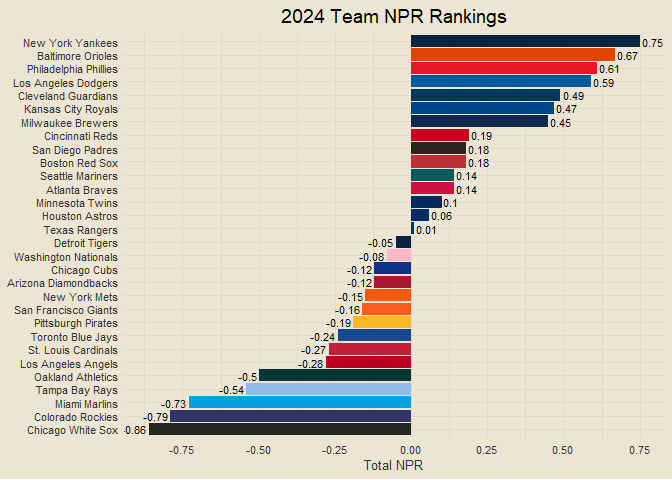 2024 Team NPR Rankings
New York Yankees 0.75
Baltimore Orioles 0.67
Philadelphia Phillies 0.61
Los Angeles Dodgers 0.59
Cleveland Guardians 0.49
Kansas City Royals 0.47
Milwaukee Brewers 0.45
Cincinnati Reds 0.19
San Diego Padres 0.18
Boston Red Sox 0.18
Seattle Mariners 0.14
Atlanta Braves 0.14
Minnesota Twins 0.1
Houston Astros 0.06
Texas Rangers 0.01
Detroit Tigers -0.05
Washington Nationals -0.08
Chicago Cubs -0.12
Arizona Diamondbacks -0.12
New York Mets -0.15
San Francisco Giants -0.16
Pittsburgh Pirates -0.19
Toronto Blue Jays -0.24
St. Louis Cardinals -0.27
Los Angeles Angels -0.28
Oakland Athletics -0.5
Tampa Bay Rays -0.54
Miami Marlins -0.73
Colorado Rockies -0.79
Chicago White Sox -0.86
-0.75 -0.50 -0.25 0.00 0.25 0.50 0.75
Total NPR